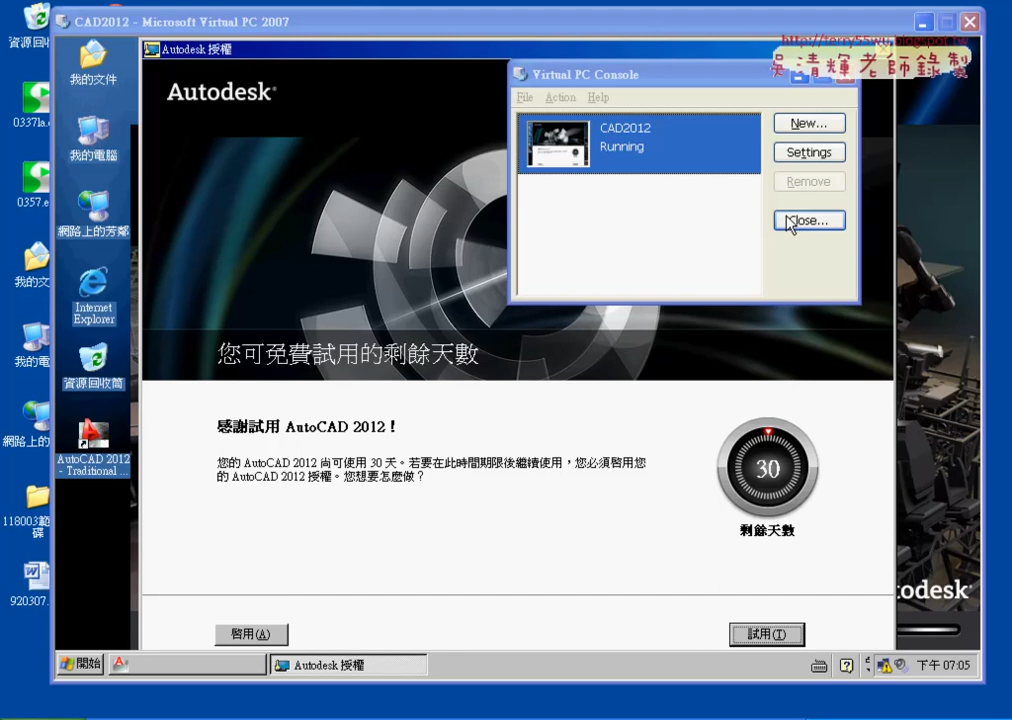 CAD2012 - Microsoft Virtual PC 2007
http://terry55wu.blogspot.tw
吳清輝老師錄製
資源回收
0337la.
0357.e
我的文
我的電
網路上的
118003範
碟
920307.
我的文件
我的電腦
網路上的芳鄰
Internet
Explorer
資源回收筒
AutoCAD 2012
- Traditional ...
Autodesk 授權
Autodesk
Virtual PC Console
File Action Help
CAD2012
Running
New...
Settings
Remove
Close...
您可免費試用的剩餘天數
感謝試用 AutoCAD 2012！
您的 AutoCAD 2012 尚可使用 30 天。若要在此時間期限後繼續使用，您必須啟用您
的 AutoCAD 2012 授權。您想要怎麼做？
30
剩餘天數
todesk
啟用(A)
試用(T)
開始
Autodesk 授權
下午 07:05